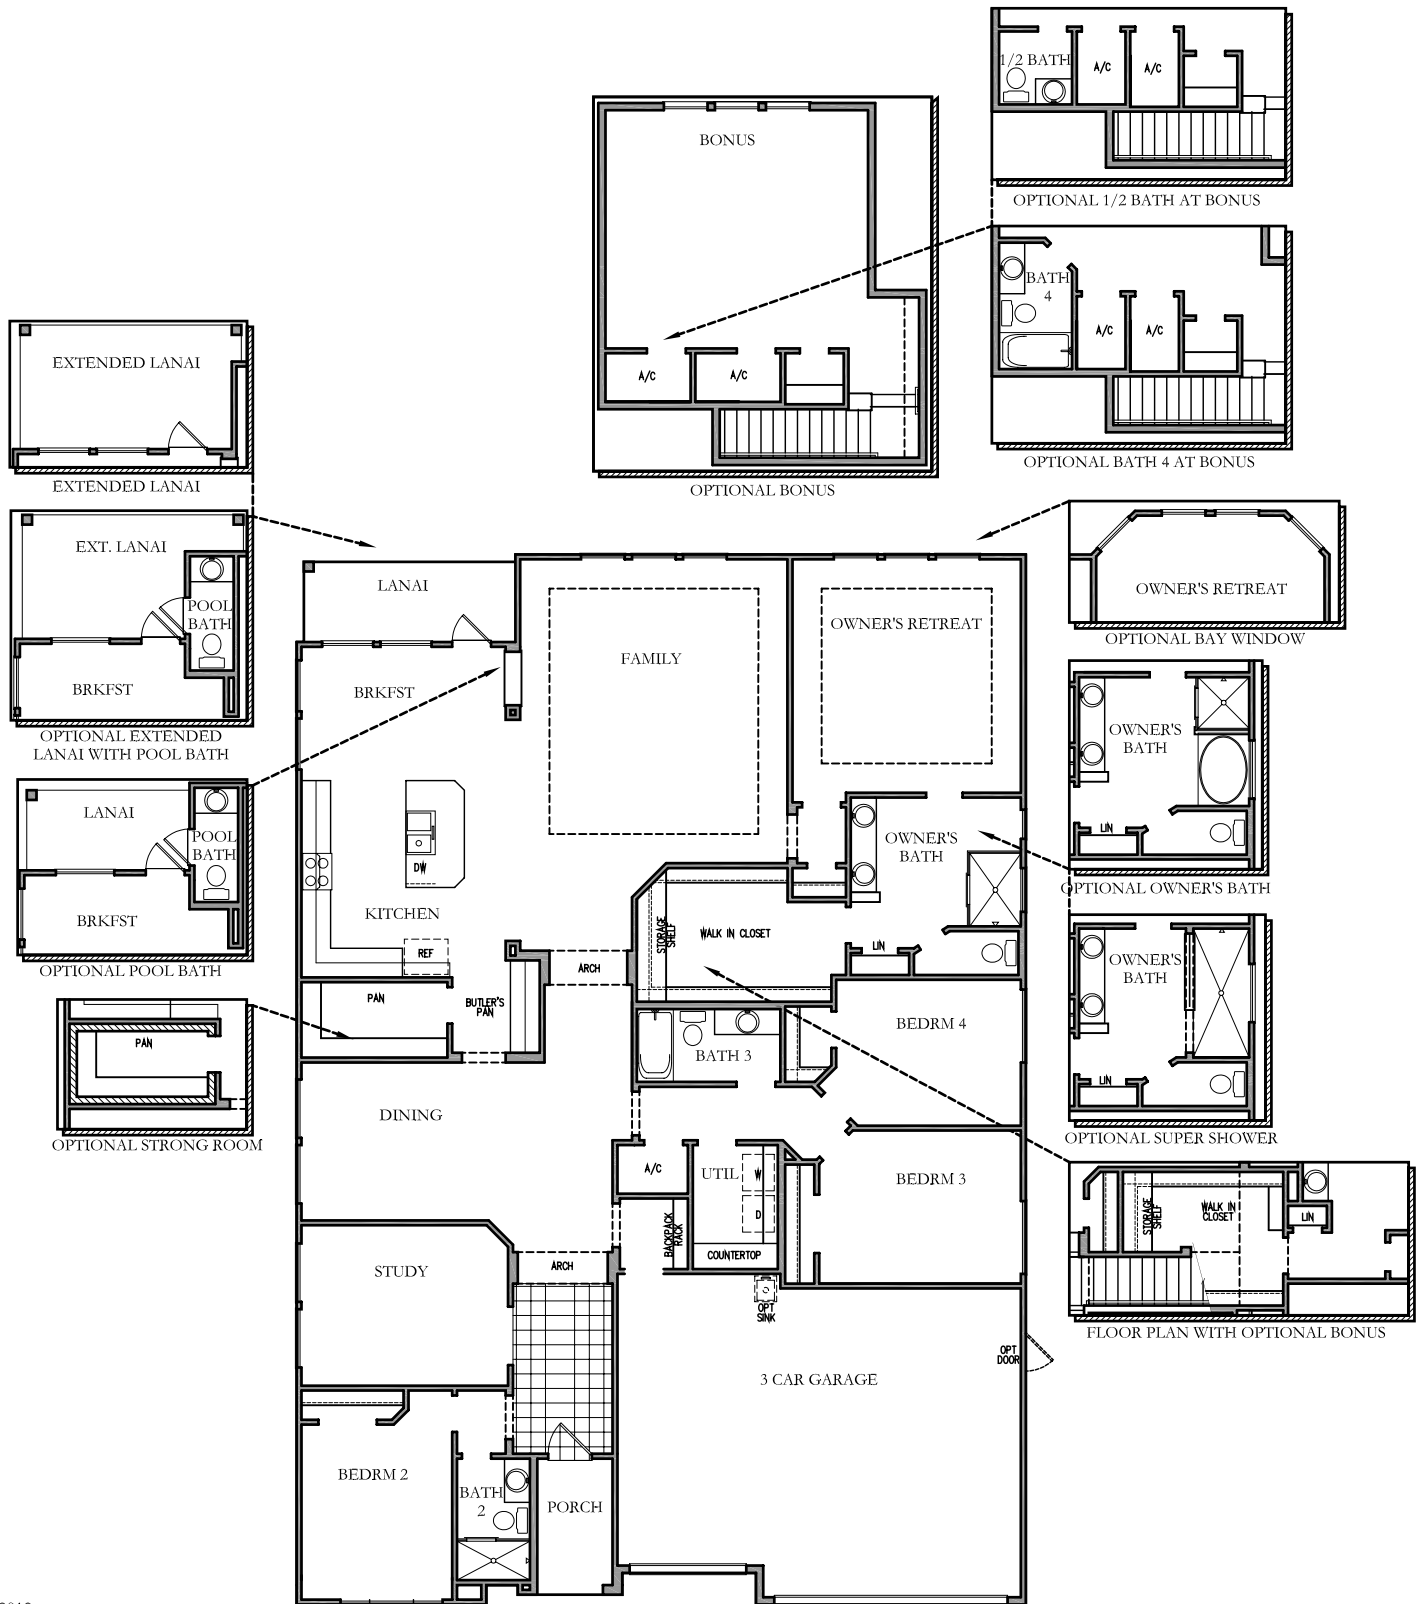 1/2 BATH
A/C
A/C
OPTIONAL 1/2 BATH AT BONUS
BONUS
A/C
A/C
OPTIONAL BONUS
BATH
4
A/C
A/C
OPTIONAL BATH 4 AT BONUS
EXTENDED LANAI
EXTENDED LANAI
EXT. LANAI
POOL
BATH
BRKFST
OPTIONAL EXTENDED
LANAI WITH POOL BATH
LANAI
POOL
BATH
BRKFST
OPTIONAL POOL BATH
PAN
OPTIONAL STRONG ROOM
OWNER'S RETREAT
OPTIONAL BAY WINDOW
OWNER'S
BATH
LIN
OPTIONAL OWNER'S BATH
OWNER'S
BATH
LIN
OPTIONAL SUPER SHOWER
STORAGE
SHELF
WALK IN
CLOSET
LIN
FLOOR PLAN WITH OPTIONAL BONUS
LANAI
BRKFST
FAMILY
OWNER'S RETREAT
OWNER'S
BATH
DW
KITCHEN
REF
STORAGE
SHELF
WALK IN CLOSET
LIN
ARCH
PAN
BUTLER'S
PAN
BATH 3
BEDRM 4
DINING
A/C
UTIL
W
D
BEDRM 3
BACKPACK
RACK
COUNTERTOP
STUDY
ARCH
OPT
SINK
OPT
DOOR
3 CAR GARAGE
BEDRM 2
BATH
2
PORCH